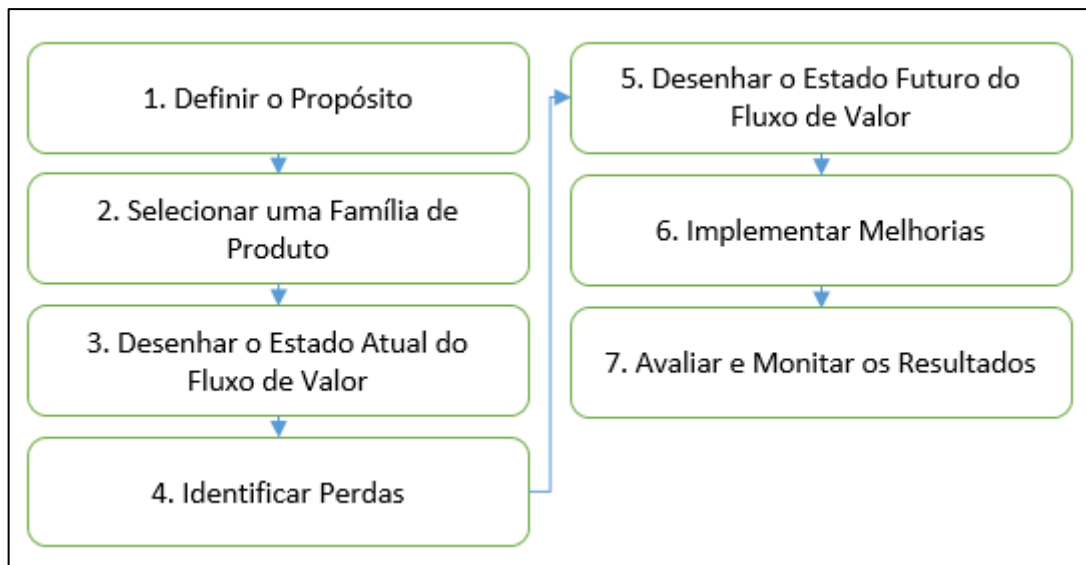 1. Definir o Propósito
2. Selecionar uma Família de
Produto
3. Desenhar o Estado Atual do
Fluxo de Valor
4. Identificar Perdas
5. Desenhar o Estado Futuro do
Fluxo de Valor
6. Implementar Melhorias
7. Avaliar e Monitar os Resultados